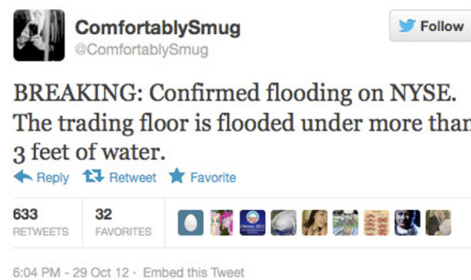 ComfortablySmug
@ComfortablySmug
Follow
BREAKING: Confirmed flooding on NYSE.
The trading floor is flooded under more than
3 feet of water.
Reply Retweet Favorite
633 32
RETWEETS FAVORITES
6:04 PM - 29 Oct 12 · Embed this Tweet